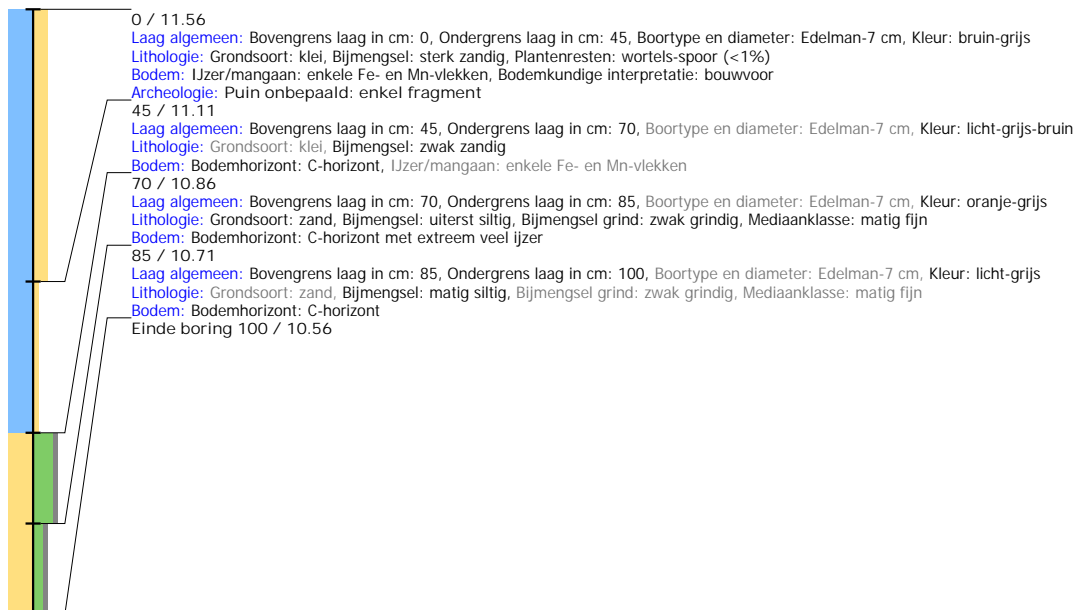 0 / 11.56
Laag algemeen: Bovengrens laag in cm: 0, Ondergrens laag in cm: 45, Boortype en diameter: Edelman-7 cm, Kleur: bruin-grijs
Lithologie: Grondsoort: klei, Bijmengsel: sterk zandig, Plantenresten: wortels-spoor (<1%)
Bodem: IJzer/mangaan: enkele Fe- en Mn-vlekken, Bodemkundige interpretatie: bouwvoor
Archeologie: Puin onbepaald: enkel fragment
45 / 11.11
Laag algemeen: Bovengrens laag in cm: 45, Ondergrens laag in cm: 70, Boortype en diameter: Edelman-7 cm, Kleur: licht-grijs-bruin
Lithologie: Grondsoort: klei, Bijmengsel: zwak zandig
Bodem: Bodemhorizont: C-horizont, IJzer/mangaan: enkele Fe- en Mn-vlekken
70 / 10.86
Laag algemeen: Bovengrens laag in cm: 70, Ondergrens laag in cm: 85, Boortype en diameter: Edelman-7 cm, Kleur: oranje-grijs
Lithologie: Grondsoort: zand, Bijmengsel: uiterst siltig, Bijmengsel grind: zwak grindig, Mediaanklasse: matig fijn
Bodem: Bodemhorizont: C-horizont met extreem veel ijzer
85 / 10.71
Laag algemeen: Bovengrens laag in cm: 85, Ondergrens laag in cm: 100, Boortype en diameter: Edelman-7 cm, Kleur: licht-grijs
Lithologie: Grondsoort: zand, Bijmengsel: matig siltig, Bijmengsel grind: zwak grindig, Mediaanklasse: matig fijn
Bodem: Bodemhorizont: C-horizont
Einde boring 100 / 10.56